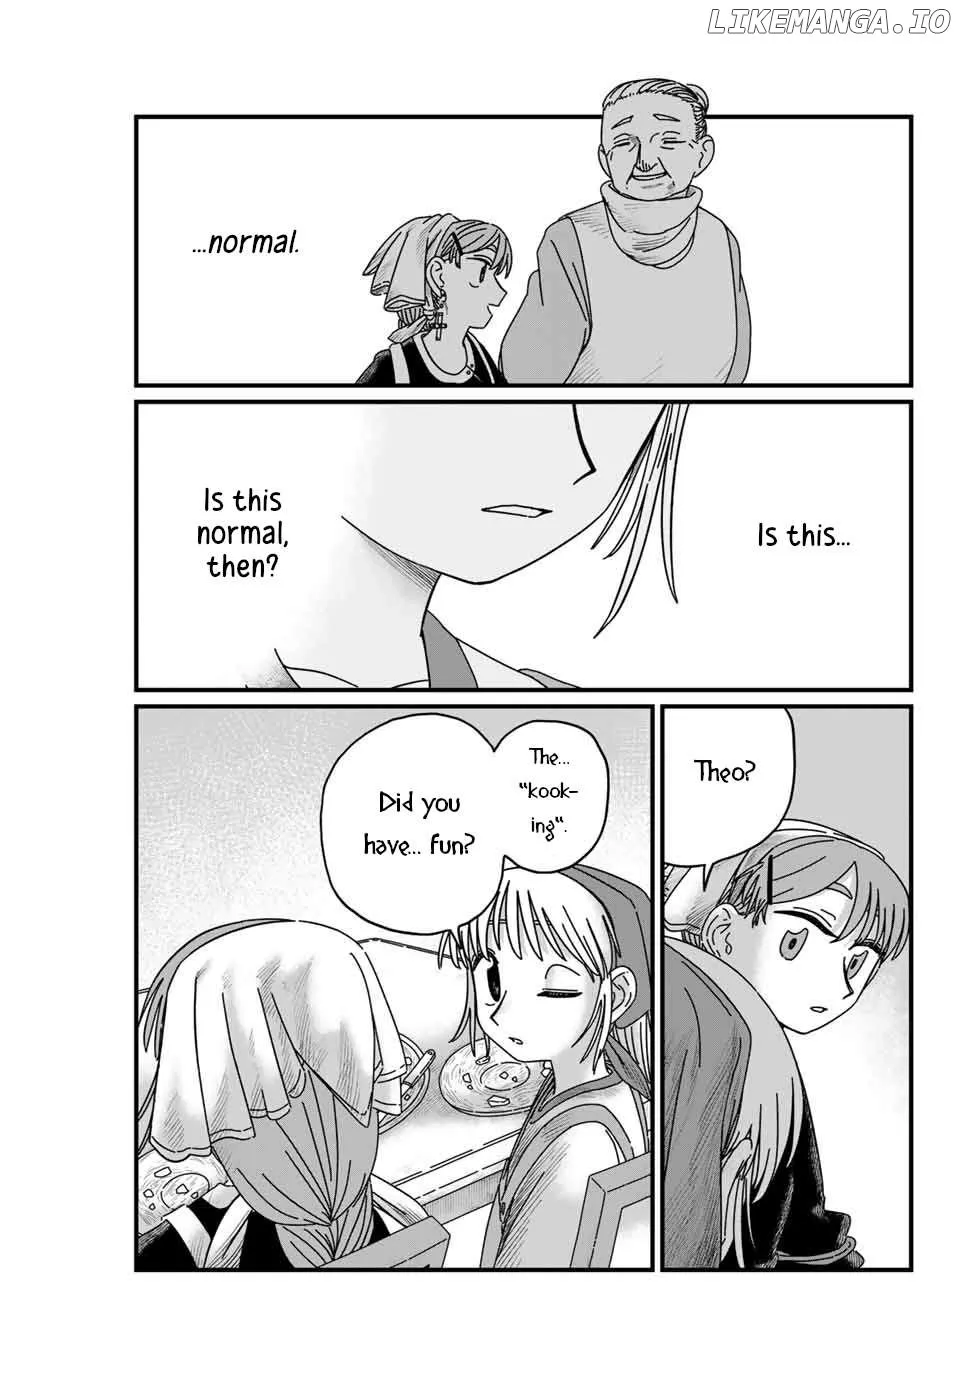 LIKEMANGA.IO
...normal.
Is this...
Is this
normal,
then?
Theo?
The...
"kook-
ing".
Did you
have... fun?